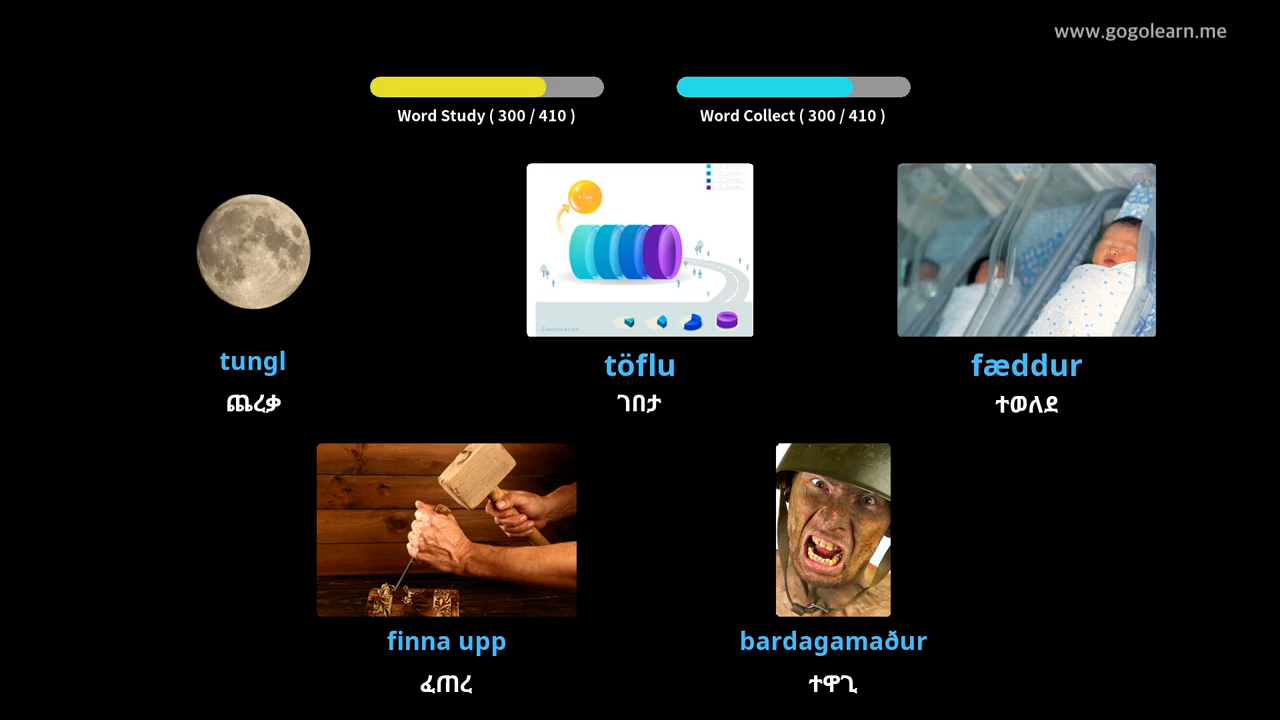 www.gogolearn.me
Word Study ( 300 / 410 )
Word Collect ( 300 / 410 )
tungl
ጨረቃ
töflu
ገበታ
fæddur
ተወለደ
Classification
finna upp
ፈጠረ
bardagamaður
ተዋጊ